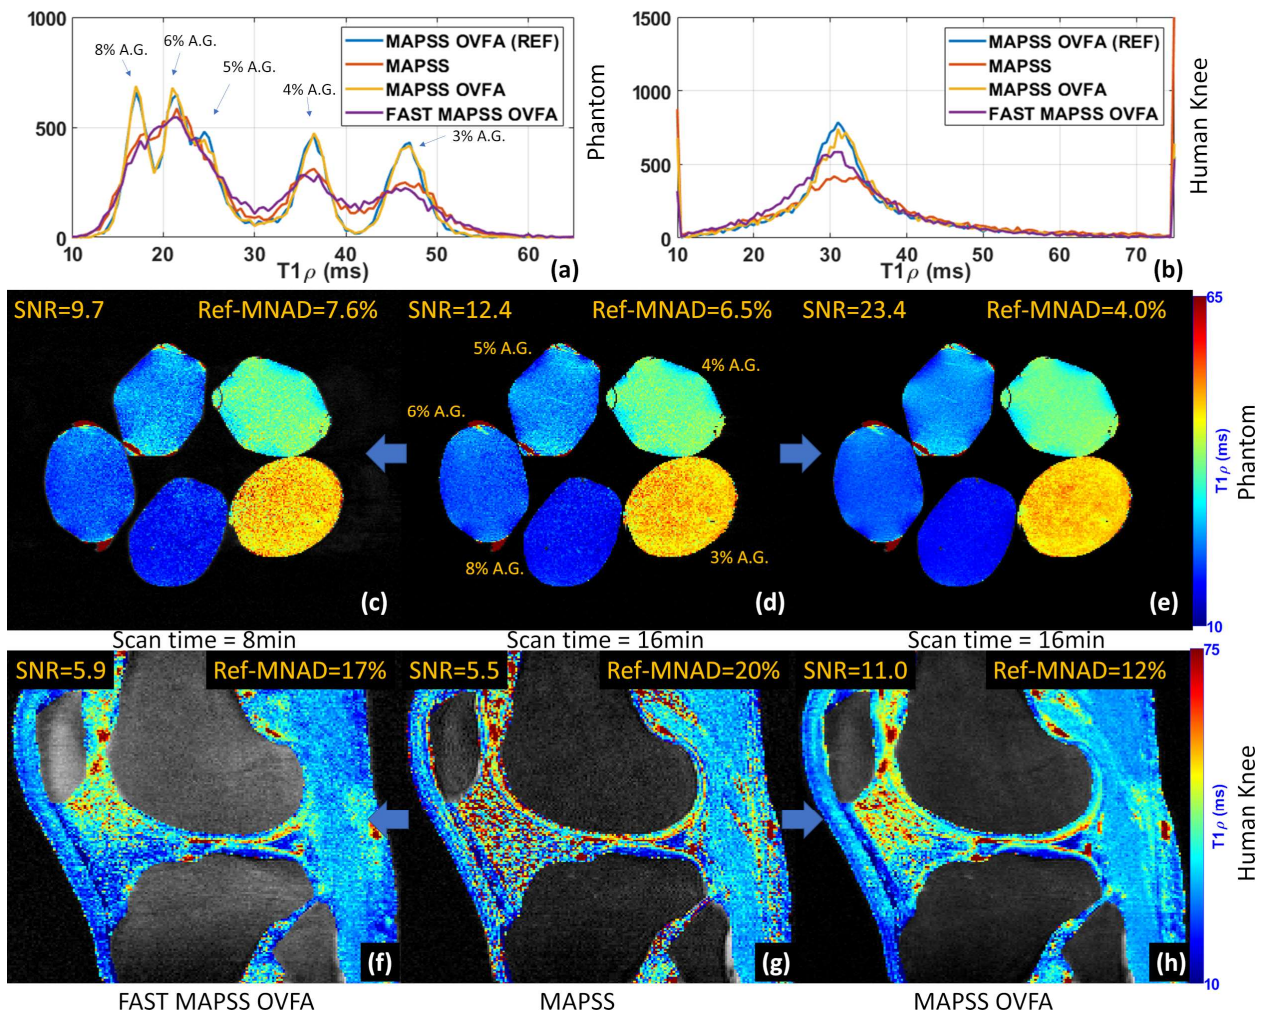 1000
500
0
10
20
30
40
50
60
8% A.G.
6% A.G.
5% A.G.
4% A.G.
3% A.G.
MAPSS OVFA (REF)
MAPSS
MAPSS OVFA
FAST MAPSS OVFA
T1ρ (ms)
(a)
Phantom
1500
1000
500
0
10
20
30
40
50
60
70
MAPSS OVFA (REF)
MAPSS
MAPSS OVFA
FAST MAPSS OVFA
T1ρ (ms)
(b)
Human Knee
SNR=9.7
Ref-MNAD=7.6%
(c)
SNR=12.4
Ref-MNAD=6.5%
5% A.G.
4% A.G.
6% A.G.
8% A.G.
3% A.G.
(d)
SNR=23.4
Ref-MNAD=4.0%
(e)
65
T1ρ (ms)
10
Phantom
Scan time = 8min
Scan time = 16min
Scan time = 16min
SNR=5.9
Ref-MNAD=17%
(f)
SNR=5.5
Ref-MNAD=20%
(g)
SNR=11.0
Ref-MNAD=12%
(h)
75
T1ρ (ms)
10
Human Knee
FAST MAPSS OVFA
MAPSS
MAPSS OVFA